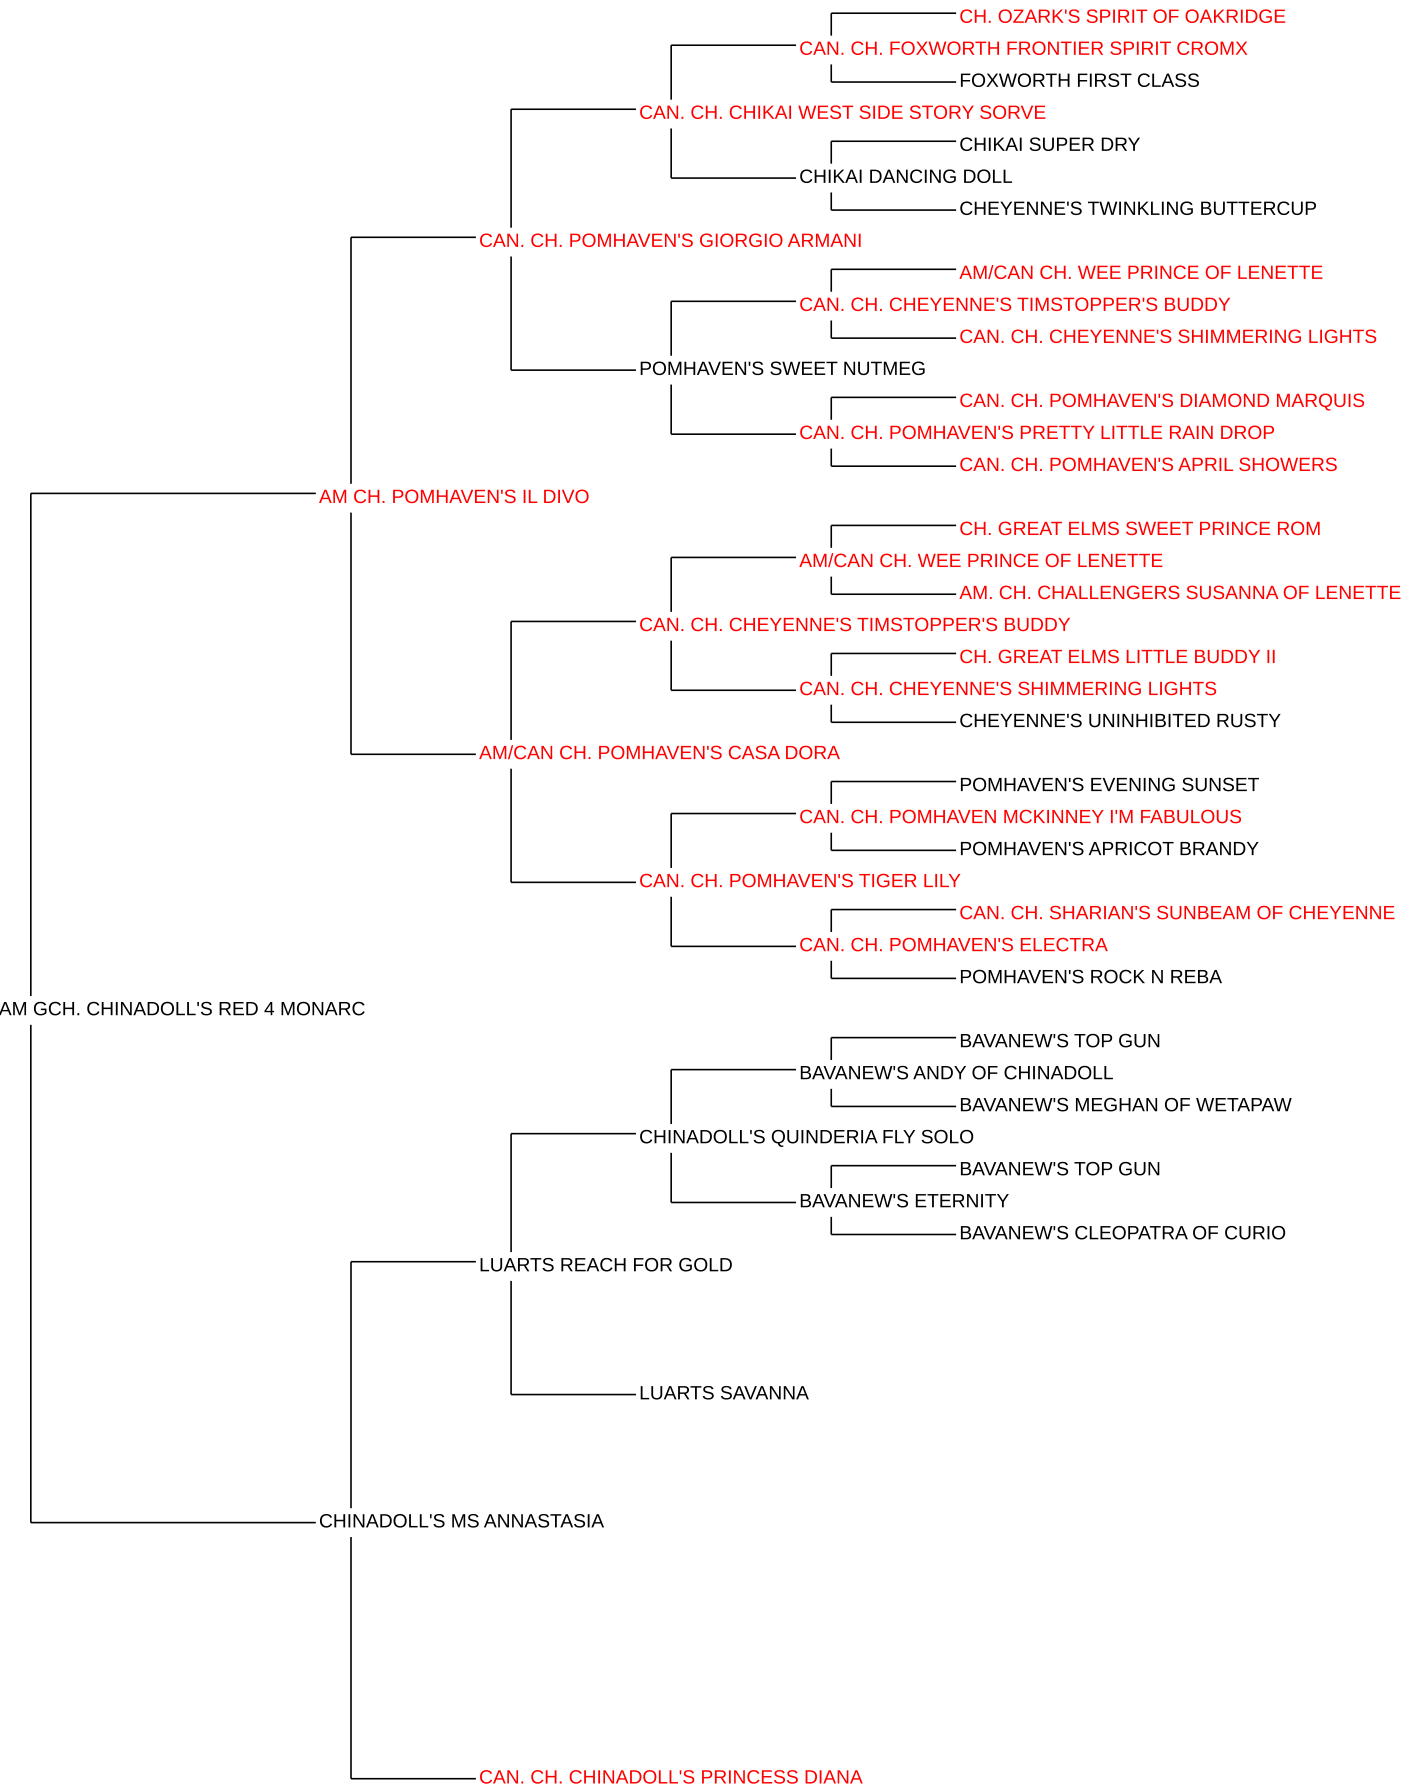 CH. OZARK'S SPIRIT OF OAKRIDGE
CAN. CH. FOXWORTH FRONTIER SPIRIT CROMX
FOXWORTH FIRST CLASS
CAN. CH. CHIKAI WEST SIDE STORY SORVE
CHIKAI SUPER DRY
CHIKAI DANCING DOLL
CHEYENNE'S TWINKLING BUTTERCUP
CAN. CH. POMHAVEN'S GIORGIO ARMANI
AM/CAN CH. WEE PRINCE OF LENETTE
CAN. CH. CHEYENNE'S TIMSTOPPER'S BUDDY
CAN. CH. CHEYENNE'S SHIMMERING LIGHTS
POMHAVEN'S SWEET NUTMEG
CAN. CH. POMHAVEN'S DIAMOND MARQUIS
CAN. CH. POMHAVEN'S PRETTY LITTLE RAIN DROP
CAN. CH. POMHAVEN'S APRIL SHOWERS
AM CH. POMHAVEN'S IL DIVO
CH. GREAT ELMS SWEET PRINCE ROM
AM/CAN CH. WEE PRINCE OF LENETTE
AM. CH. CHALLENGERS SUSANNA OF LENETTE
CAN. CH. CHEYENNE'S TIMSTOPPER'S BUDDY
CH. GREAT ELMS LITTLE BUDDY II
CAN. CH. CHEYENNE'S SHIMMERING LIGHTS
CHEYENNE'S UNINHIBITED RUSTY
AM/CAN CH. POMHAVEN'S CASA DORA
POMHAVEN'S EVENING SUNSET
CAN. CH. POMHAVEN MCKINNEY I'M FABULOUS
POMHAVEN'S APRICOT BRANDY
CAN. CH. POMHAVEN'S TIGER LILY
CAN. CH. SHARIAN'S SUNBEAM OF CHEYENNE
CAN. CH. POMHAVEN'S ELECTRA
POMHAVEN'S ROCK N REBA
AM GCH. CHINADOLL'S RED 4 MONARC
BAVANEW'S TOP GUN
BAVANEW'S ANDY OF CHINADOLL
BAVANEW'S MEGHAN OF WETAPAW
CHINADOLL'S QUINDERIA FLY SOLO
BAVANEW'S TOP GUN
BAVANEW'S ETERNITY
BAVANEW'S CLEOPATRA OF CURIO
LUARTS REACH FOR GOLD
LUARTS SAVANNA
CHINADOLL'S MS ANNASTASIA
CAN. CH. CHINADOLL'S PRINCESS DIANA